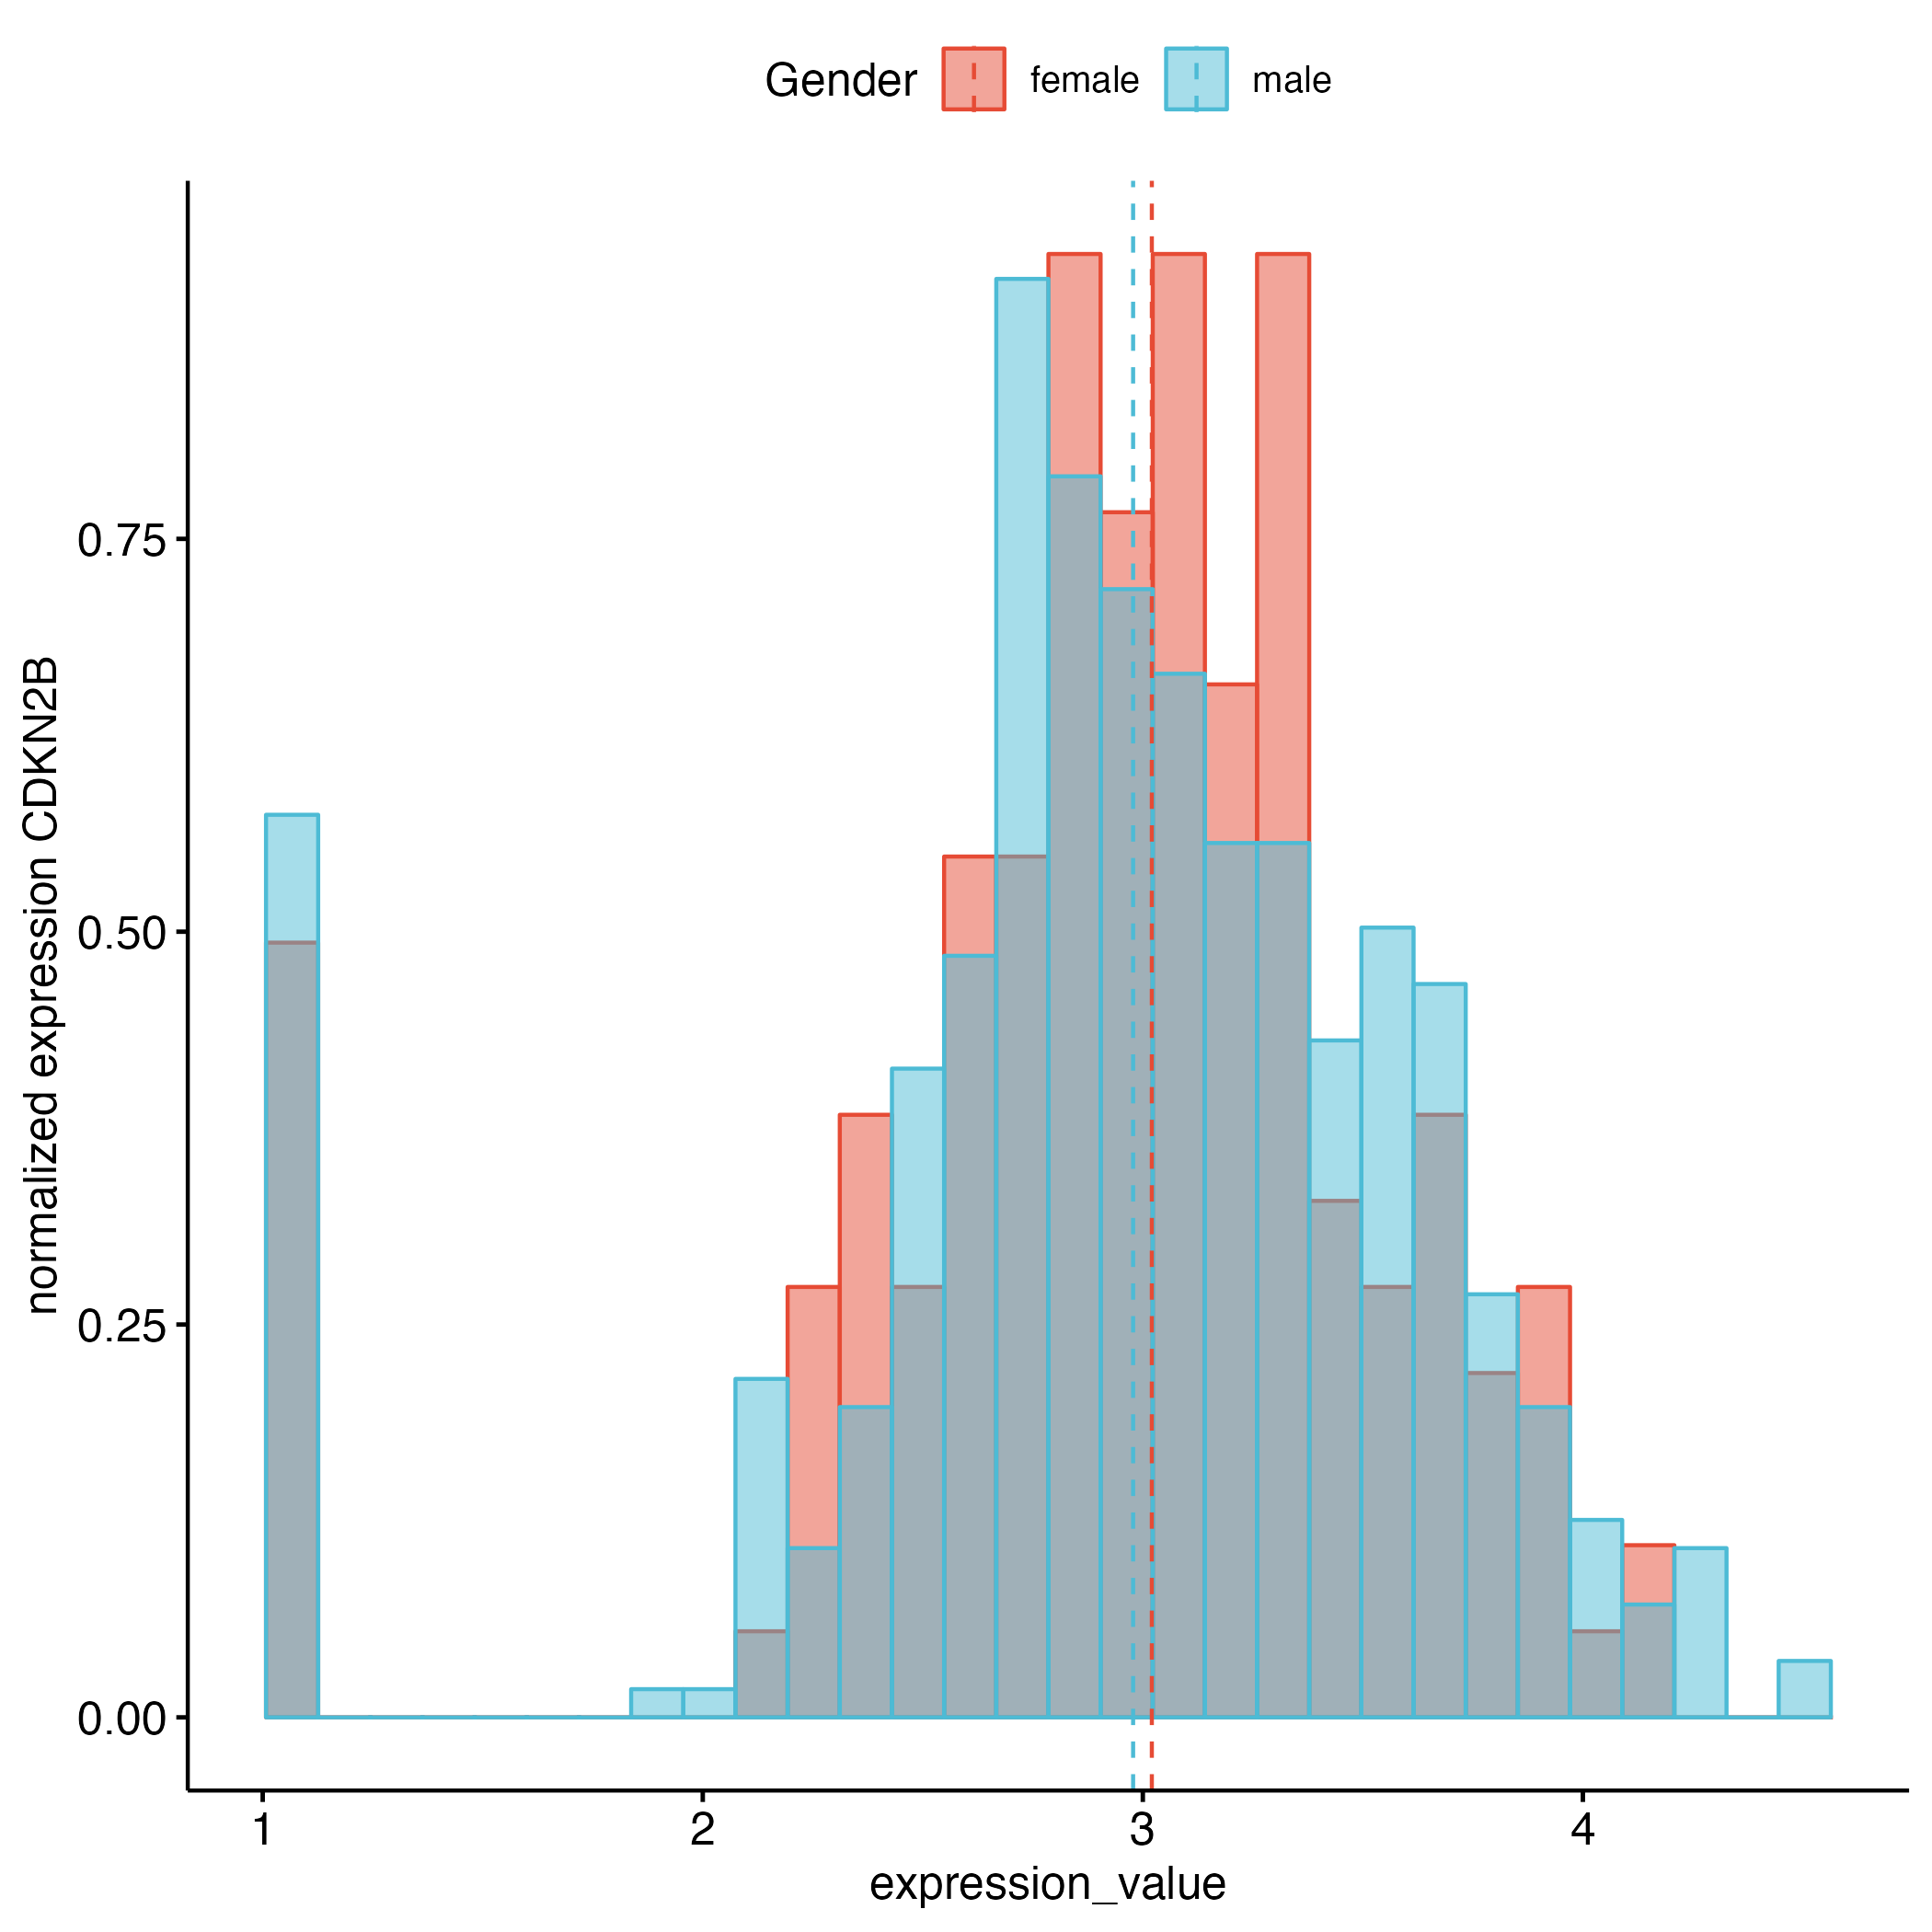 Gender female male
normalized expression CDKN2B
0.75
0.50
0.25
0.00
1 2 3 4
expression_value